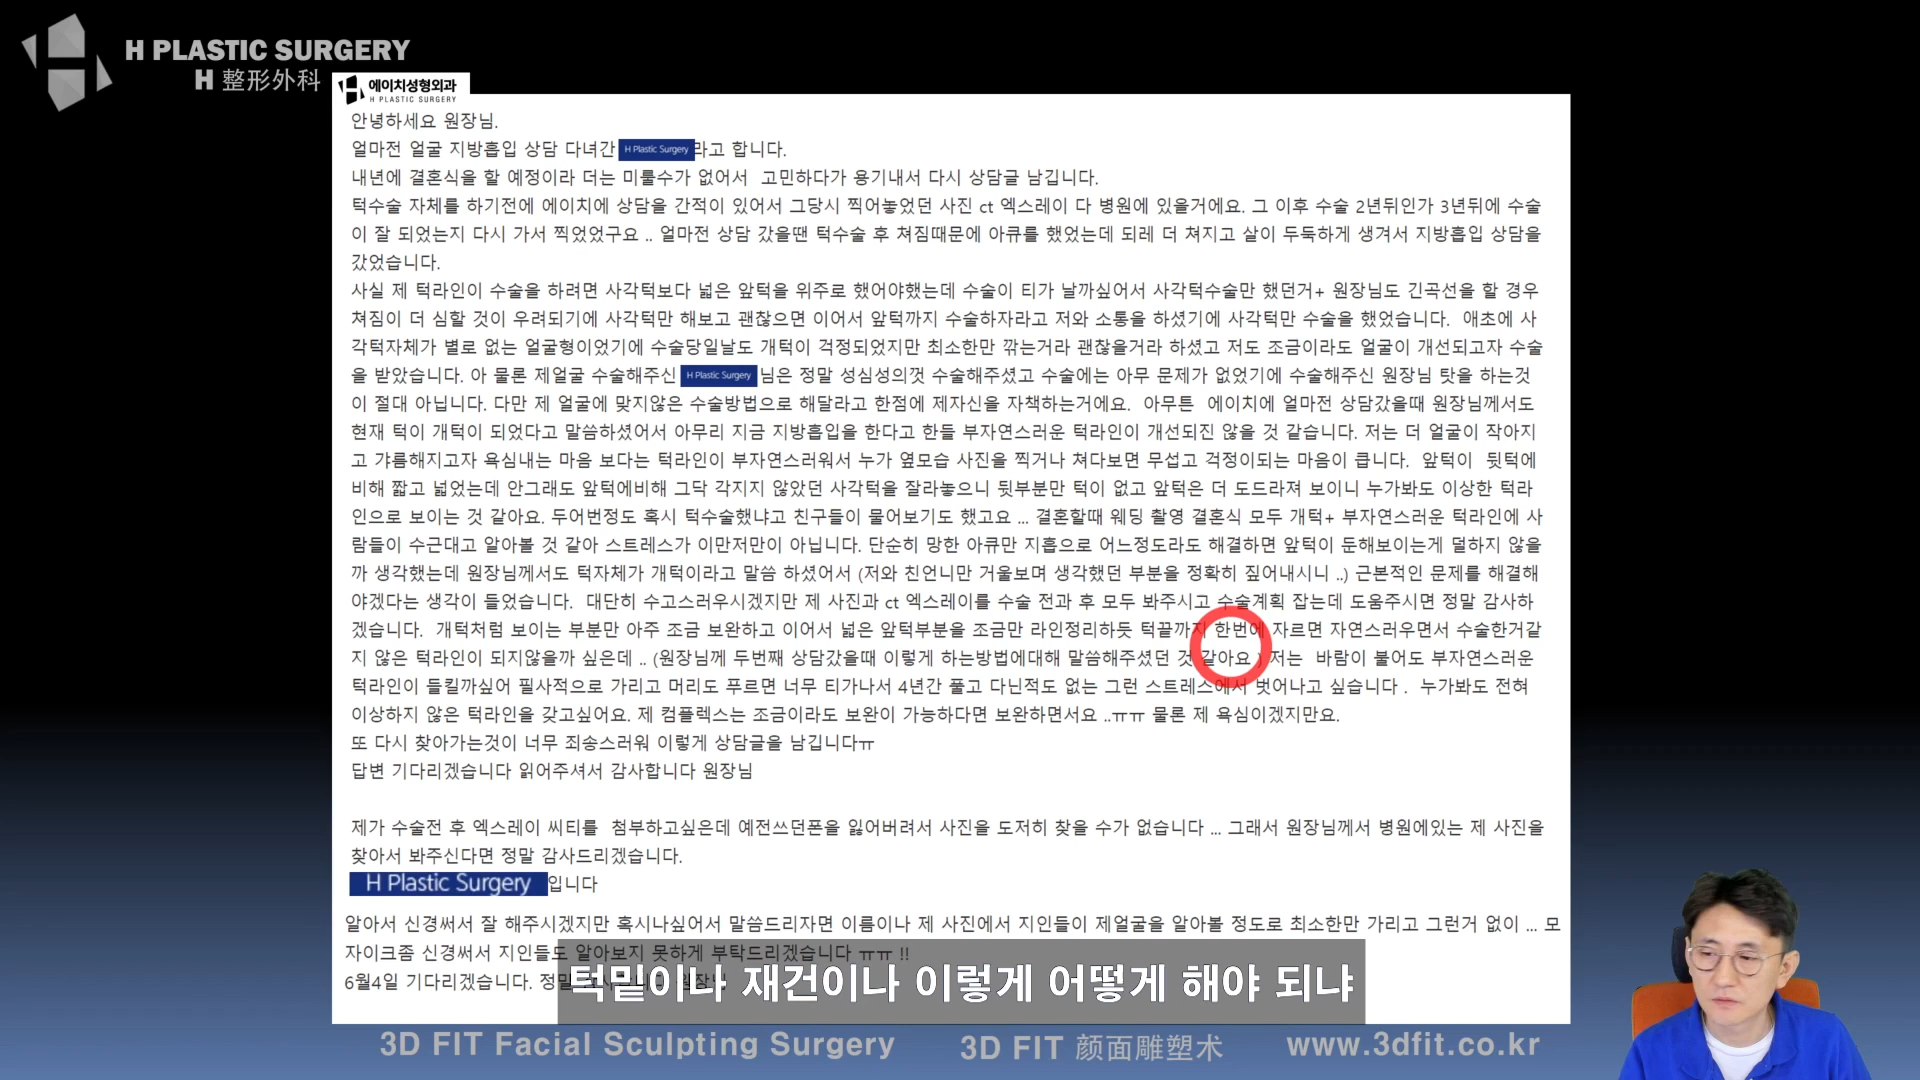 H PLASTIC SURGERY
H 整形外科
에이치성형외과
H PLASTIC SURGERY
안녕하세요 원장님.
얼마전 얼굴 지방흡입 상담 다녀간 H Plastic Surgery 라고 합니다.
내년에 결혼식을 할 예정이라 더는 미룰수가 없어서 고민하다가 용기내서 다시 상담글 남깁니다.
턱수술 자체를 하기전에 에이치에 상담을 간적이 있어서 그당시 찍어놓었던 사진 ct 엑스레이 다 병원에 있을거에요. 그 이후 수술 2년뒤인가 3년뒤에 수술
이 잘 되었는지 다시 가서 찍었었구요 .. 얼마전 상담 갔을땐 턱수술 후 쳐짐때문에 아큐를 했었는데 되레 더 쳐지고 살이 두둑하게 생겨서 지방흡입 상담을
갔었습니다.
사실 제 턱라인이 수술을 하려면 사각턱보다 넓은 앞턱을 위주로 했어야했는데 수술이 티가 날까싶어서 사각턱수술만 했던거+ 원장님도 긴곡선을 할 경우
쳐짐이 더 심할 것이 우려되기에 사각턱만 해보고 괜찮으면 이어서 앞턱까지 수술하자라고 저와 소통을 하셨기에 사각턱만 수술을 했었습니다. 애초에 사
각턱자체가 별로 없는 얼굴형이었기에 수술당일날도 개턱이 걱정되었지만 최소한만 깎는거라 괜찮을거라 하셨고 저도 조금이라도 얼굴이 개선되고자 수술
을 받았습니다. 아 물론 제얼굴 수술해주신 H Plastic Surgery 님은 정말 성심성의껏 수술해주셨고 수술에는 아무 문제가 없었기에 수술해주신 원장님 탓을 하는것
이 절대 아닙니다. 다만 제 얼굴에 맞지않은 수술방법으로 해달라고 한점에 제자신을 자책하는거에요. 아무튼 에이치에 얼마전 상담갔을때 원장님께서도
현재 턱이 개턱이 되었다고 말씀하셨어서 아무리 지금 지방흡입을 한다고 한들 부자연스러운 턱라인이 개선되진 않을 것 같습니다. 저는 더 얼굴이 작아지
고 갸름해지고자 욕심내는 마음 보다는 턱라인이 부자연스러워서 누가 옆모습 사진을 찍거나 쳐다보면 무섭고 걱정이되는 마음이 큽니다. 앞턱이 뒷턱에
비해 짧고 넓었는데 안그래도 앞턱에비해 그닥 각지지 않았던 사각턱을 잘라놓으니 뒷부분만 턱이 없고 앞턱은 더 도드라져 보이니 누가봐도 이상한 턱라
인으로 보이는 것 같아요. 두어번정도 혹시 턱수술했냐고 친구들이 물어보기도 했고요 ... 결혼할때 웨딩 촬영 결혼식 모두 개턱+ 부자연스러운 턱라인에 사
람들이 수근대고 알아볼 것 같아 스트레스가 이만저만이 아닙니다. 단순히 망한 아큐만 지흡으로 어느정도라도 해결하면 앞턱이 둔해보이는게 덜하지 않을
까 생각했는데 원장님께서도 턱자체가 개턱이라고 말씀 하셨어서 (저와 친언니만 거울보며 생각했던 부분을 정확히 짚어내시니 ..) 근본적인 문제를 해결해
야겠다는 생각이 들었습니다. 대단히 수고스러우시겠지만 제 사진과 ct 엑스레이를 수술 전과 후 모두 봐주시고 수술계획 잡는데 도움주시면 정말 감사하
겠습니다. 개턱처럼 보이는 부분만 아주 조금 보완하고 이어서 넓은 앞턱부분을 조금만 라인정리하듯 턱끝까지 한번에 자르면 자연스러우면서 수술한거같
지 않은 턱라인이 되지않을까 싶은데 .. (원장님께 두번째 상담갔을때 이렇게 하는방법에대해 말씀해주셨던 것 같아요 ) 저는 바람이 불어도 부자연스러운
턱라인이 들킬까싶어 필사적으로 가리고 머리도 푸르면 너무 티가나서 4년간 풀고 다닌적도 없는 그런 스트레스에서 벗어나고 싶습니다 . 누가봐도 전혀
이상하지 않은 턱라인을 갖고싶어요. 제 컴플렉스는 조금이라도 보완이 가능하다면 보완하면서요 ..ㅠㅠ 물론 제 욕심이겠지만요.
또 다시 찾아가는것이 너무 죄송스러워 이렇게 상담글을 남깁니다ㅠ
답변 기다리겠습니다 읽어주셔서 감사합니다 원장님
제가 수술전 후 엑스레이 씨티를 첨부하고싶은데 예전쓰던폰을 잃어버려서 사진을 도저히 찾을 수가 없습니다 ... 그래서 원장님께서 병원에있는 제 사진을
찾아서 봐주신다면 정말 감사드리겠습니다.
H Plastic Surgery 입니다
알아서 신경써서 잘 해주시겠지만 혹시나싶어서 말씀드리자면 이름이나 제 사진에서 지인들이 제얼굴을 알아볼 정도로 최소한만 가리고 그런거 없이 ... 모
자이크좀 신경써서 지인들도 알아보지 못하게 부탁드리겠습니다 ㅠㅠㅠ !!
6월4일 기다리겠습니다.
턱밑이나 재건이나 이렇게 어떻게 해야 되냐
3D FIT Facial Sculpting Surgery 3D FIT 颜面雕塑术 www.3dfit.co.kr